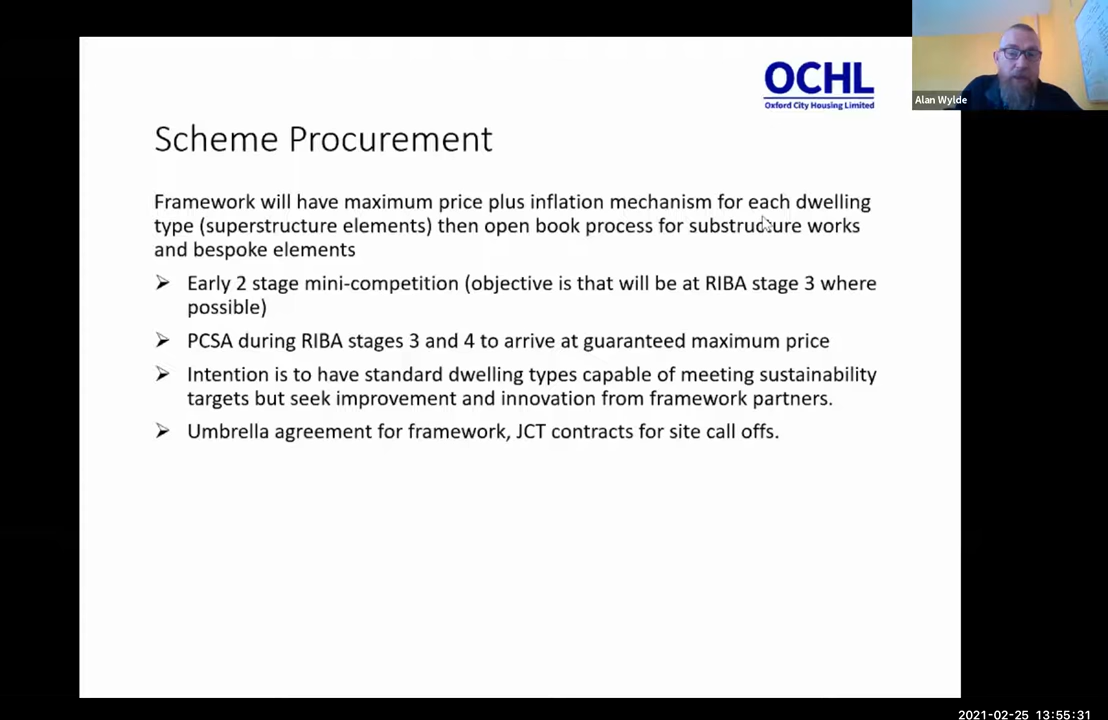 OCHL
Oxford City Housing Limited
Alan Wylde
Scheme Procurement
Framework will have maximum price plus inflation mechanism for each dwelling
type (superstructure elements) then open book process for substructure works
and bespoke elements
Early 2 stage mini-competition (objective is that will be at RIBA stage 3 where
possible)
PCSA during RIBA stages 3 and 4 to arrive at guaranteed maximum price
Intention is to have standard dwelling types capable of meeting sustainability
targets but seek improvement and innovation from framework partners.
Umbrella agreement for framework, JCT contracts for site call offs.
2021-02-25 13:55:31